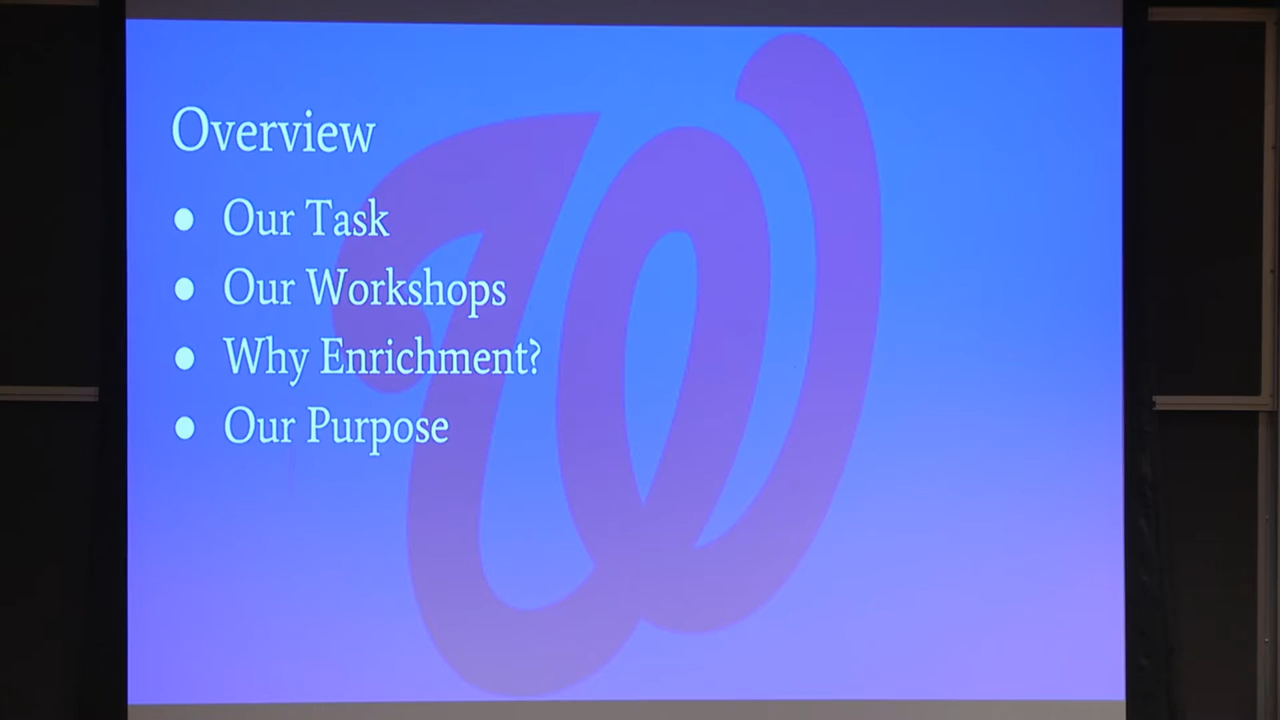 Overview
● Our Task
● Our Workshops
● Why Enrichment?
● Our Purpose